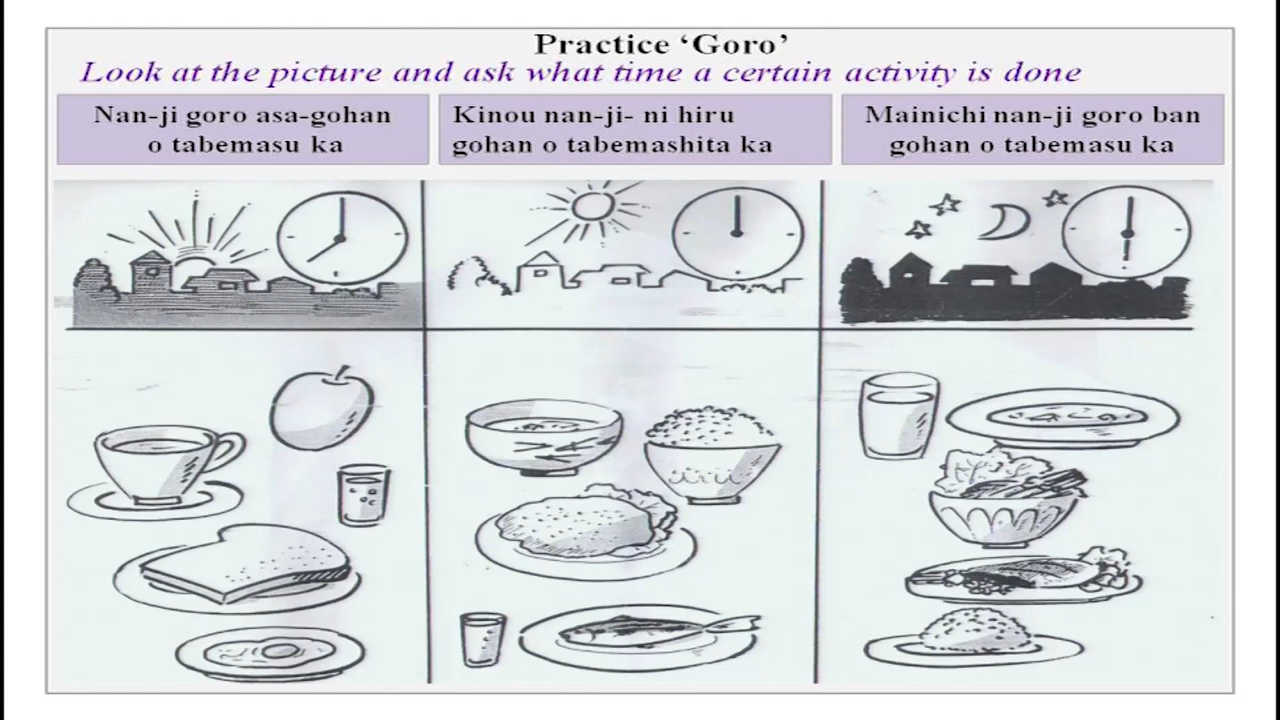 Practice ‘Goro’
Look at the picture and ask what time a certain activity is done
Nan-ji goro asa-gohan
o tabemasu ka
Kinou nan-ji- ni hiru
gohan o tabemashita ka
Mainichi nan-ji goro ban
gohan o tabemasu ka